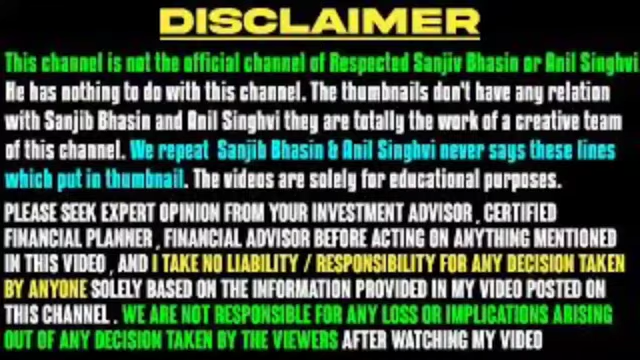 DISCLAIMER
This channel is not the official channel of Respected Sanjiv Bhasin or Anil Singhvi
He has nothing to do with this channel. The thumbnails don't have any relation
with Sanjib Bhasin and Anil Singhvi they are totally the work of a creative team
of this channel. We repeat Sanjib Bhasin & Anil Singhvi never says these lines
which put in thumbnail. The videos are solely for educational purposes.
PLEASE SEEK EXPERT OPINION FROM YOUR INVESTMENT ADVISOR , CERTIFIED
FINANCIAL PLANNER , FINANCIAL ADVISOR BEFORE ACTING ON ANYTHING MENTIONED
IN THIS VIDEO , AND I TAKE NO LIABILITY / RESPONSIBILITY FOR ANY DECISION TAKEN
BY ANYONE SOLELY BASED ON THE INFORMATION PROVIDED IN MY VIDEO POSTED ON
THIS CHANNEL . WE ARE NOT RESPONSIBLE FOR ANY LOSS OR IMPLICATIONS ARISING
OUT OF ANY DECISION TAKEN BY THE VIEWERS AFTER WATCHING MY VIDEO